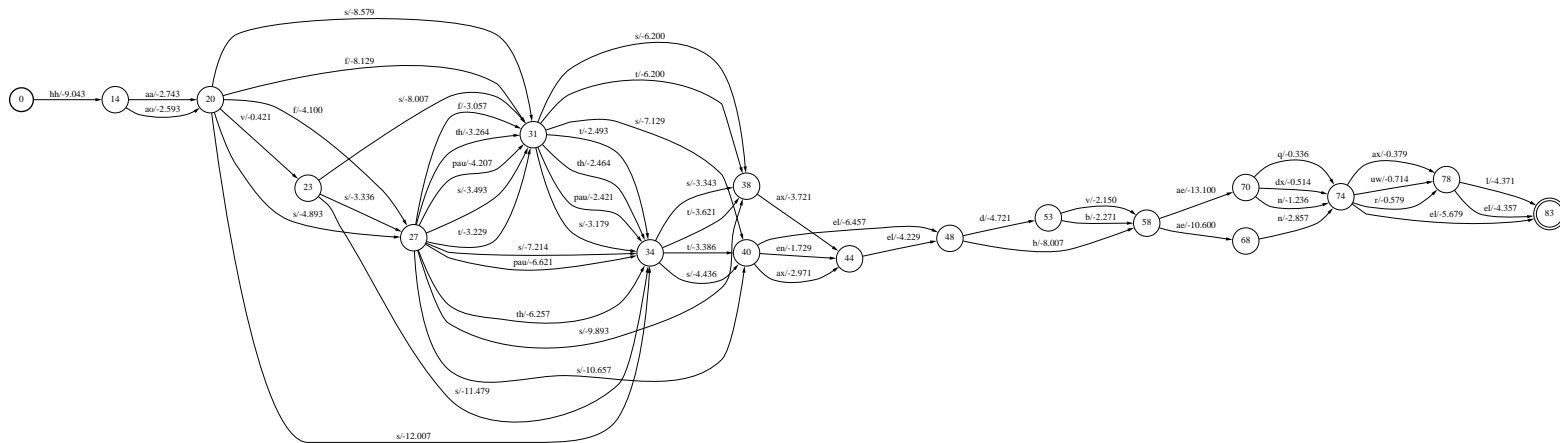 0
hh/-9.043
14
aa/-2.743
ao/-2.593
20
s/-8.579
f/-8.129
f/-4.100
v/-0.421
s/-4.893
s/-12.007
23
s/-8.007
s/-3.336
s/-11.479
27
f/-3.057
th/-3.264
pau/-4.207
s/-3.493
t/-3.229
s/-7.214
pau/-6.621
th/-6.257
s/-9.893
s/-10.657
31
s/-6.200
t/-6.200
s/-7.129
t/-2.493
th/-2.464
pau/-2.421
s/-3.179
34
s/-3.343
t/-3.621
t/-3.386
s/-4.436
38
ax/-3.721
40
el/-6.457
en/-1.729
ax/-2.971
44
el/-4.229
48
d/-4.721
b/-8.007
53
v/-2.150
b/-2.271
58
ae/-13.100
ae/-10.600
70
q/-0.336
dx/-0.514
n/-1.236
68
n/-2.857
74
ax/-0.379
uw/-0.714
r/-0.579
el/-5.679
78
l/-4.371
el/-4.357
83